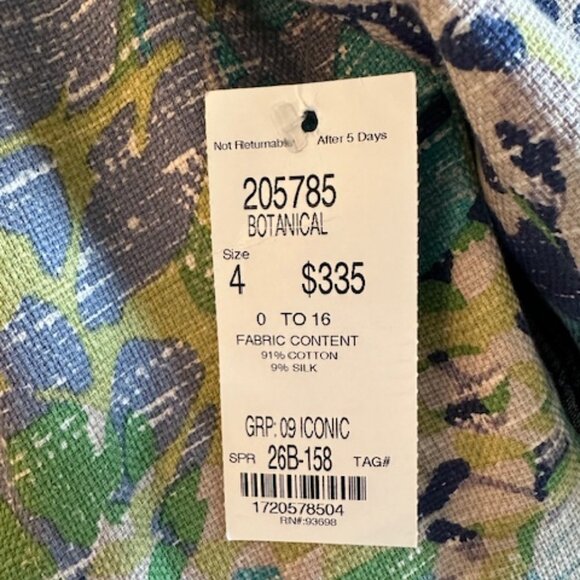 Not Returnable After 5 Days
205785
BOTANICAL
Size
4 $335
0 TO 16
FABRIC CONTENT
91% COTTON
9% SILK
GRP: 09 ICONIC
SPR 26B-158 TAG#
1720578504
RN#:93698